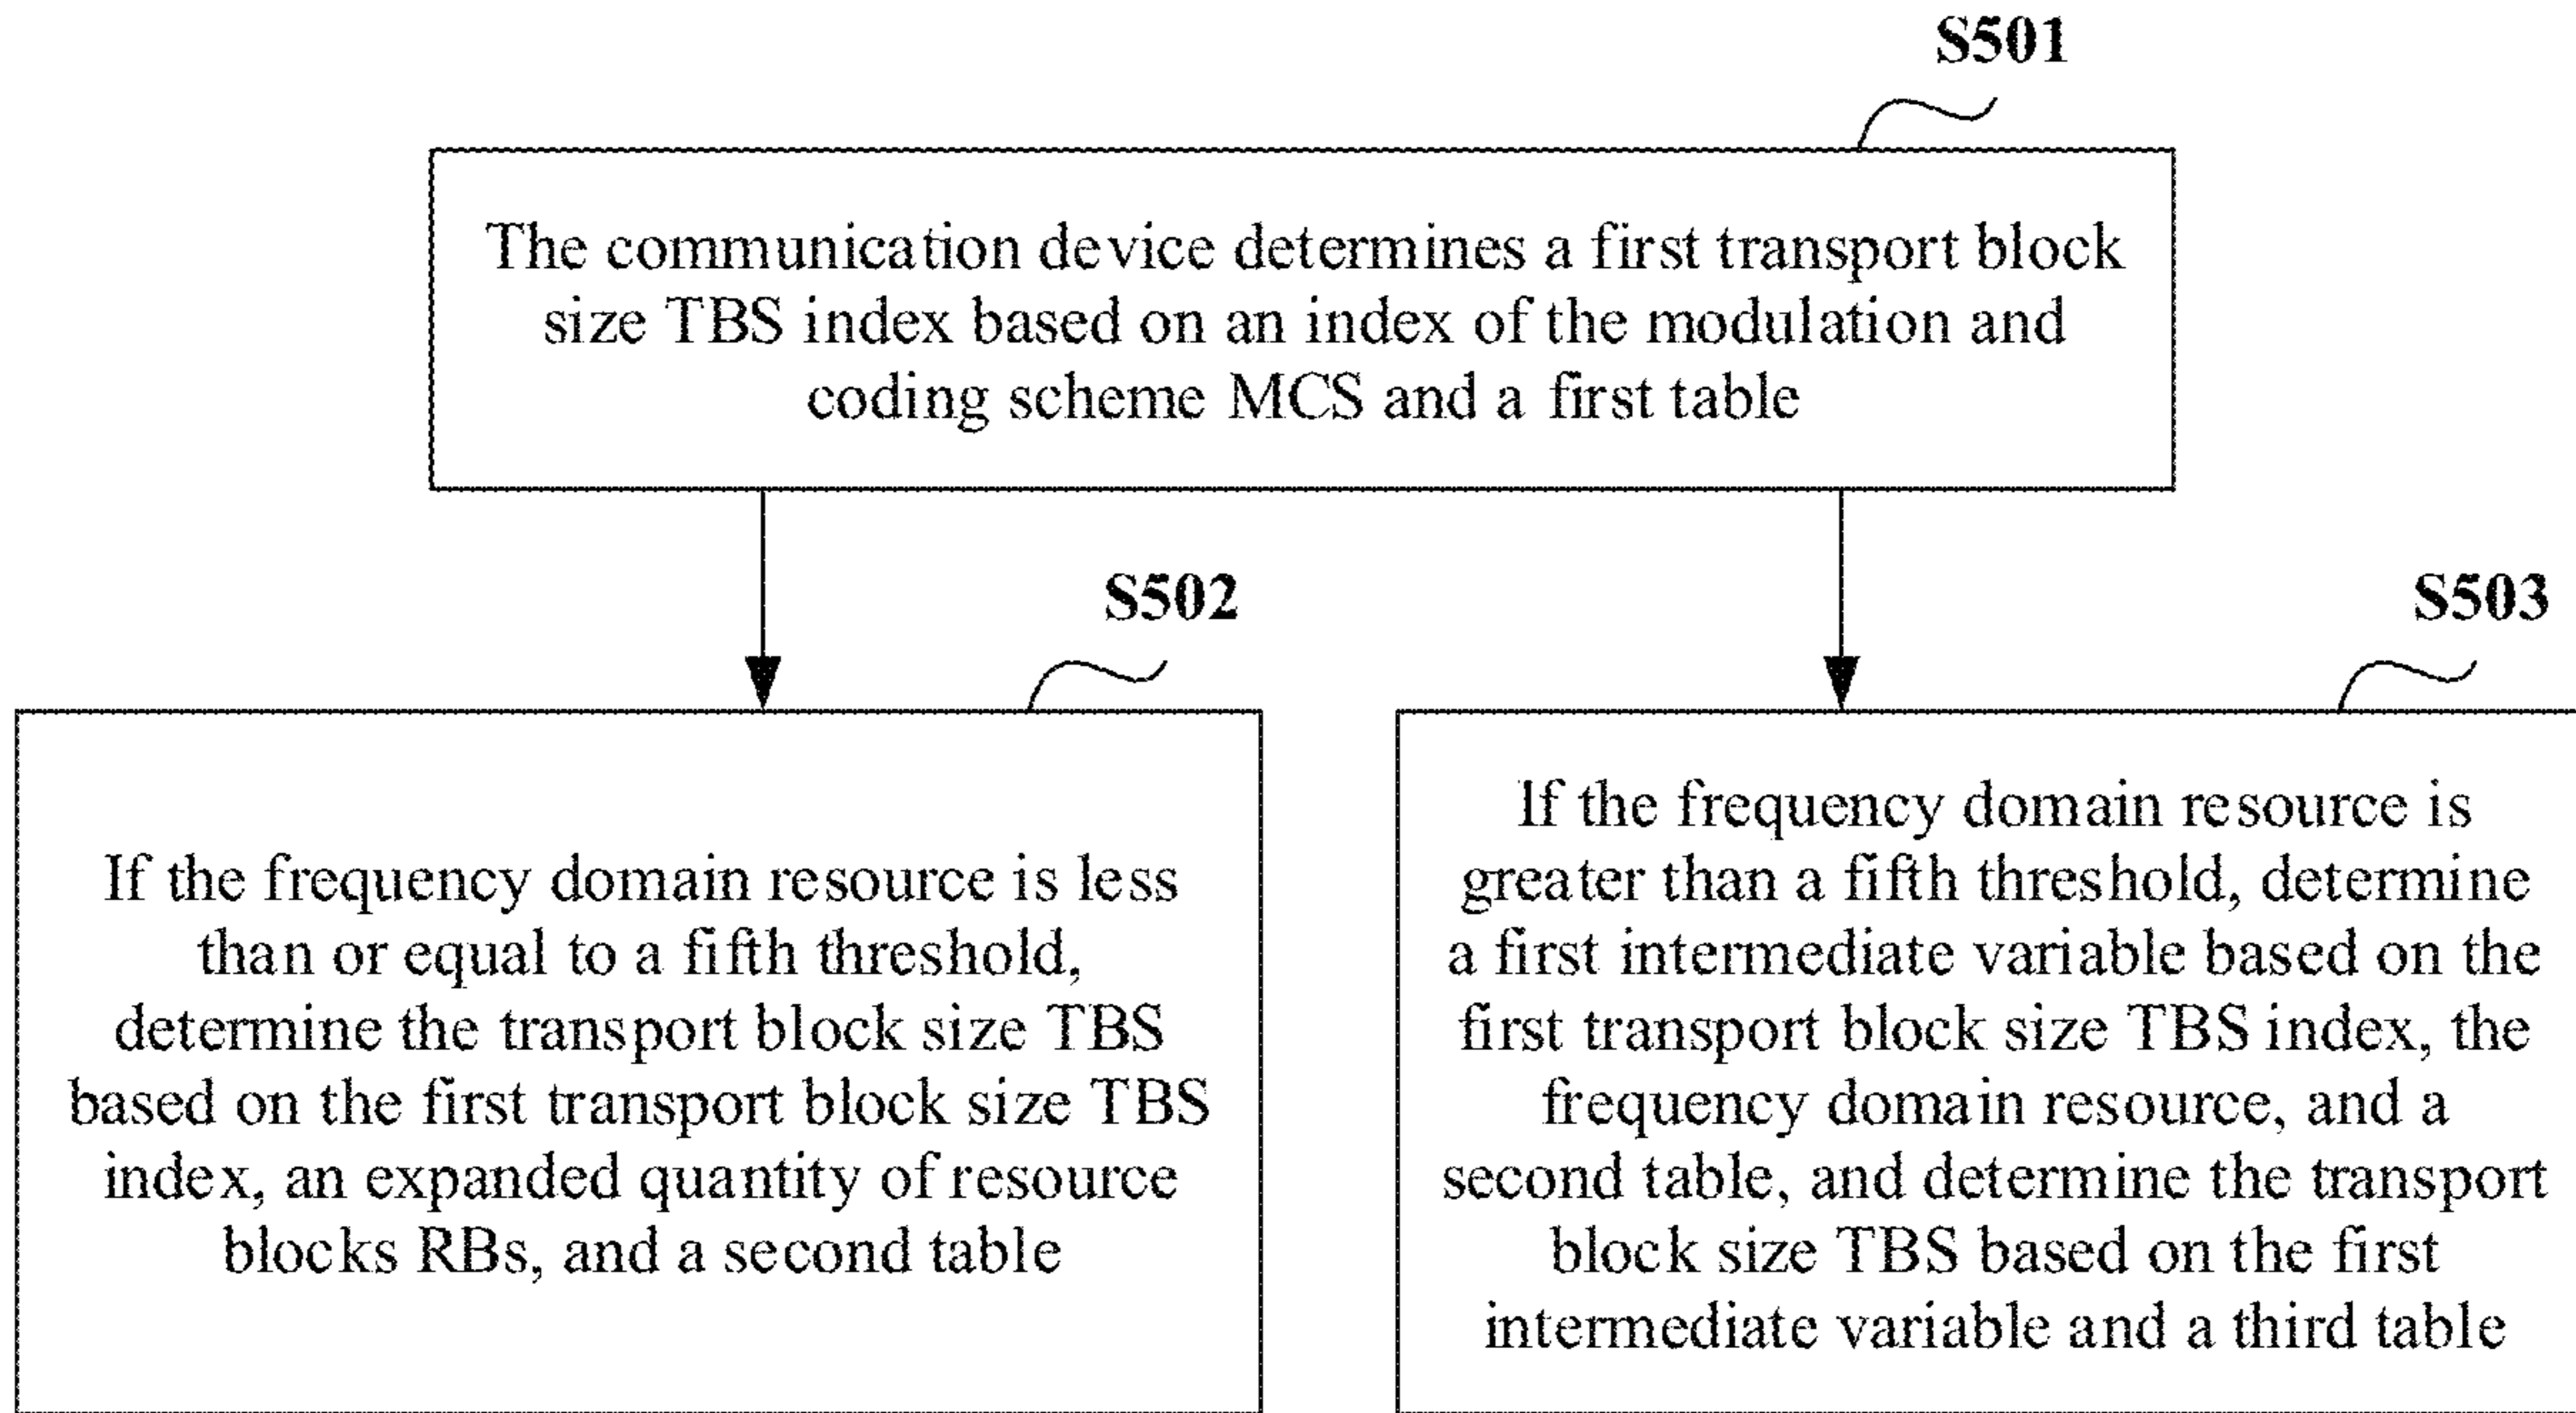 S501
The communication device determines a first transport block
size TBS index based on an index of the modulation and
coding scheme MCS and a first table
S502
If the frequency domain resource is less
than or equal to a fifth threshold,
determine the transport block size TBS
based on the first transport block size TBS
index, an expanded quantity of resource
blocks RBs, and a second table
S503
If the frequency domain resource is
greater than a fifth threshold, determine
a first intermediate variable based on the
first transport block size TBS index, the
frequency domain resource, and a
second table, and determine the transport
block size TBS based on the first
intermediate variable and a third table